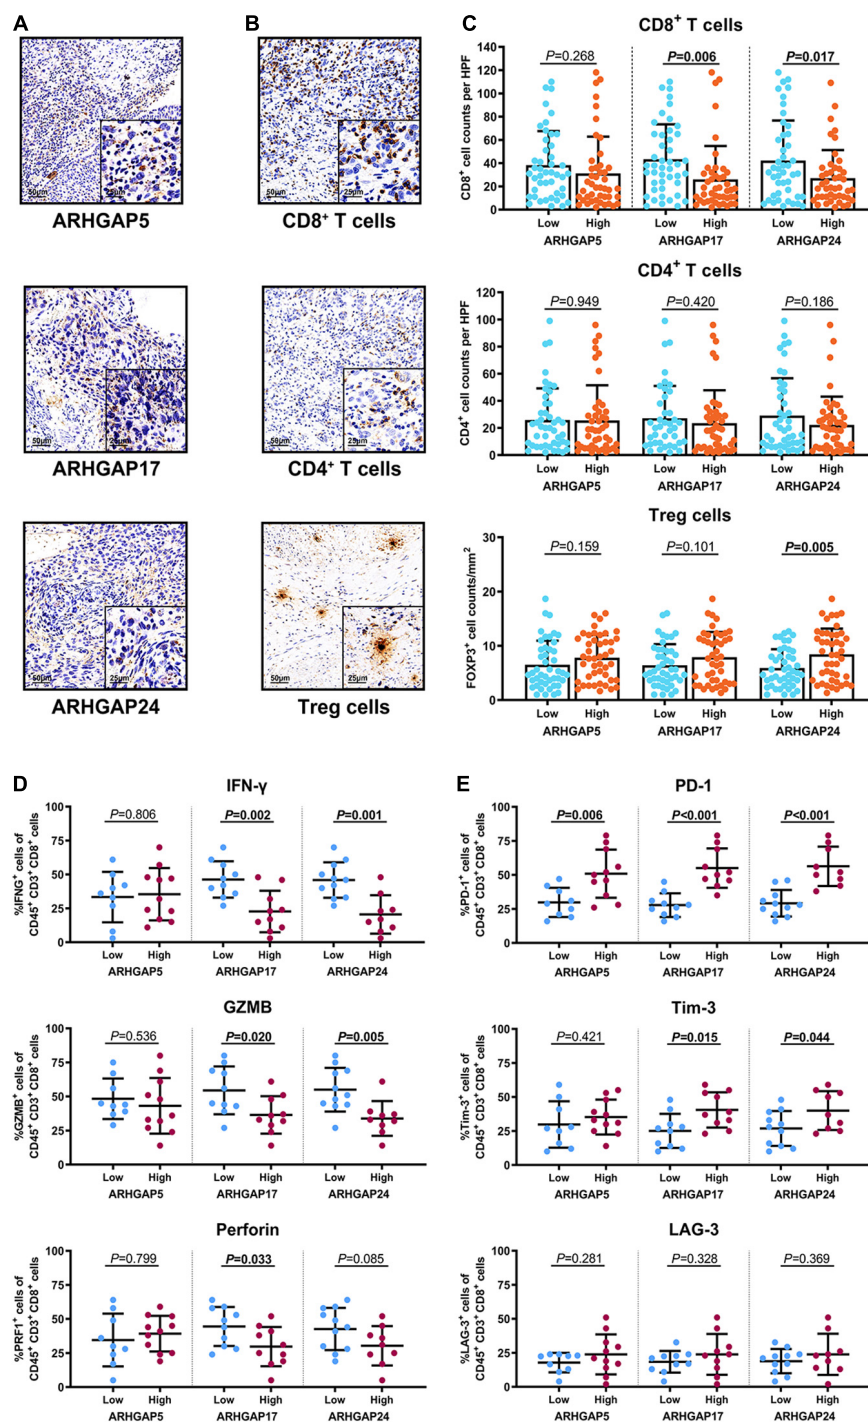 A
50μm
25μm
ARHGAP5
50μm
25μm
ARHGAP17
50μm
25μm
ARHGAP24
B
50μm
25μm
CD8⁺ T cells
50μm
25μm
CD4⁺ T cells
50μm
25μm
Treg cells
C
CD8⁺ T cells
CD8⁺ cell counts per HPF
140
120
100
80
60
40
20
0
P=0.268
P=0.006
P=0.017
Low High Low High Low High
ARHGAP5 ARHGAP17 ARHGAP24
CD4⁺ T cells
CD4⁺ cell counts per HPF
120
100
80
60
40
20
0
P=0.949
P=0.420
P=0.186
Low High Low High Low High
ARHGAP5 ARHGAP17 ARHGAP24
Treg cells
FOXP3⁺ cell counts/mm²
30
20
10
0
P=0.159
P=0.101
P=0.005
Low High Low High Low High
ARHGAP5 ARHGAP17 ARHGAP24
D
IFN-γ
%IFNG⁺ cells of
CD45⁺ CD3⁺CD8⁺ cells
100
75
50
25
0
P=0.806
P=0.002
P=0.001
Low High Low High Low High
ARHGAP5 ARHGAP17 ARHGAP24
GZMB
%GZMB⁺ cells of
CD45⁺ CD3⁺CD8⁺ cells
100
75
50
25
0
P=0.536
P=0.020
P=0.005
Low High Low High Low High
ARHGAP5 ARHGAP17 ARHGAP24
Perforin
%PRF1⁺ cells of
CD45⁺ CD3⁺CD8⁺ cells
100
75
50
25
0
P=0.799
P=0.033
P=0.085
Low High Low High Low High
ARHGAP5 ARHGAP17 ARHGAP24
E
PD-1
%PD-1⁺ cells of
CD45⁺ CD3⁺CD8⁺ cells
100
75
50
25
0
P=0.006
P<0.001
P<0.001
Low High Low High Low High
ARHGAP5 ARHGAP17 ARHGAP24
Tim-3
%Tim-3⁺ cells of
CD45⁺ CD3⁺CD8⁺ cells
100
75
50
25
0
P=0.421
P=0.015
P=0.044
Low High Low High Low High
ARHGAP5 ARHGAP17 ARHGAP24
LAG-3
%LAG-3⁺ cells of
CD45⁺ CD3⁺CD8⁺ cells
100
75
50
25
0
P=0.281
P=0.328
P=0.369
Low High Low High Low High
ARHGAP5 ARHGAP17 ARHGAP24